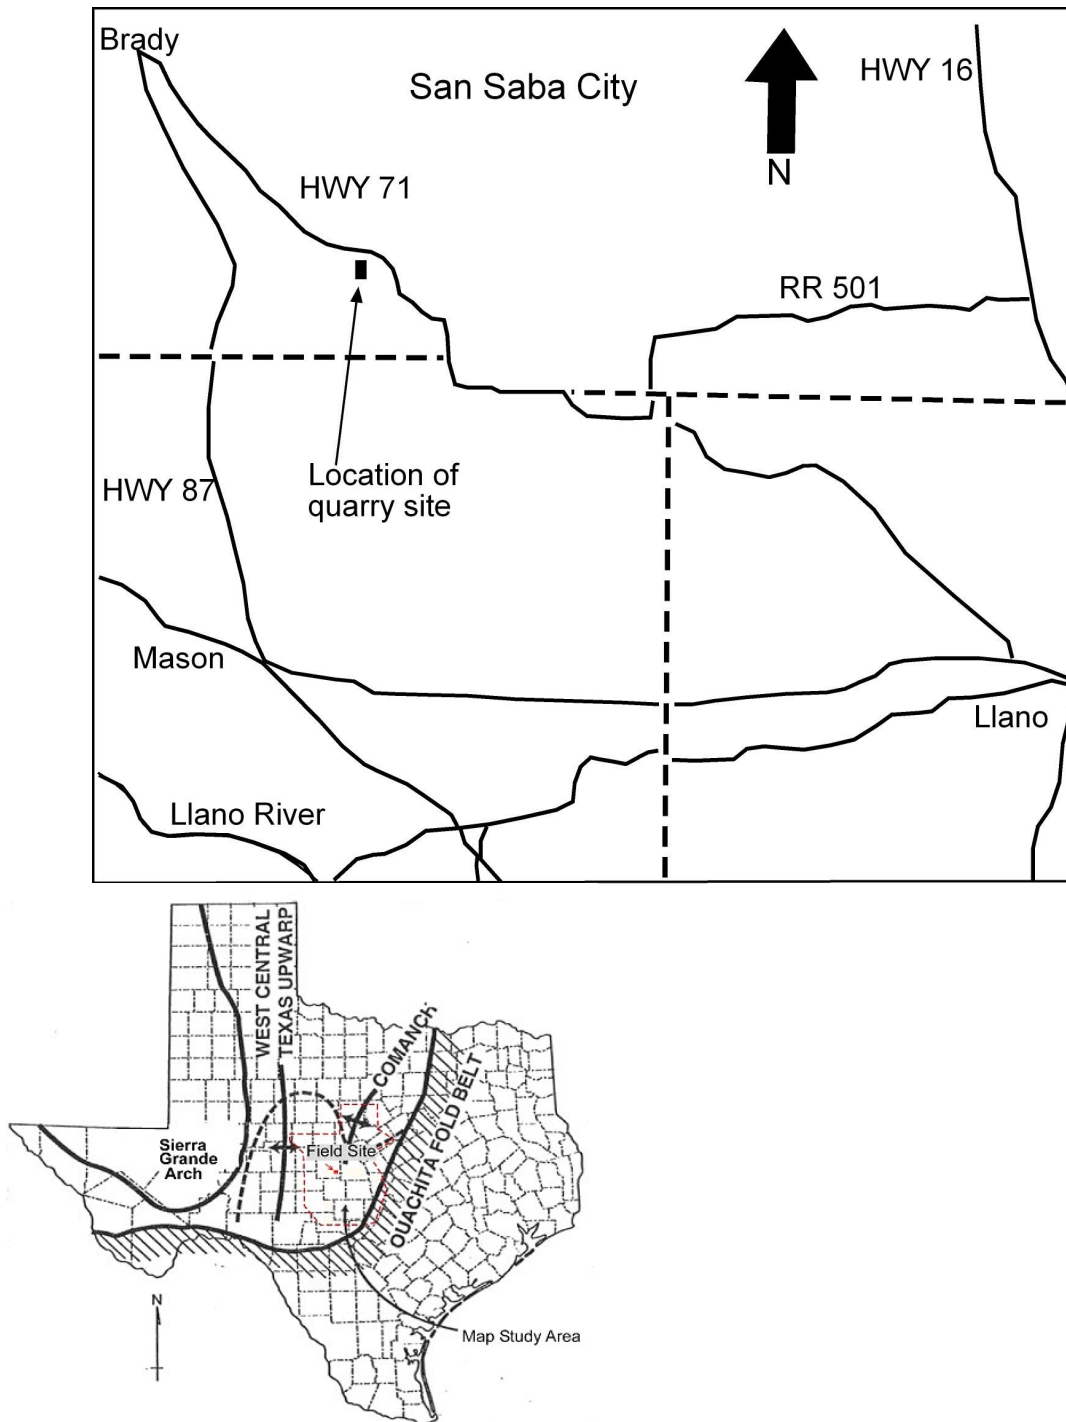 Brady
San Saba City
HWY 16
N
HWY 71
RR 501
Location of
quarry site
HWY 87
Mason
Llano
Llano River
WEST CENTRAL
TEXAS UPWARP
COMANCH
OUACHITA FOLD BELT
Sierra
Grande
Arch
Field Site
N
Map Study Area